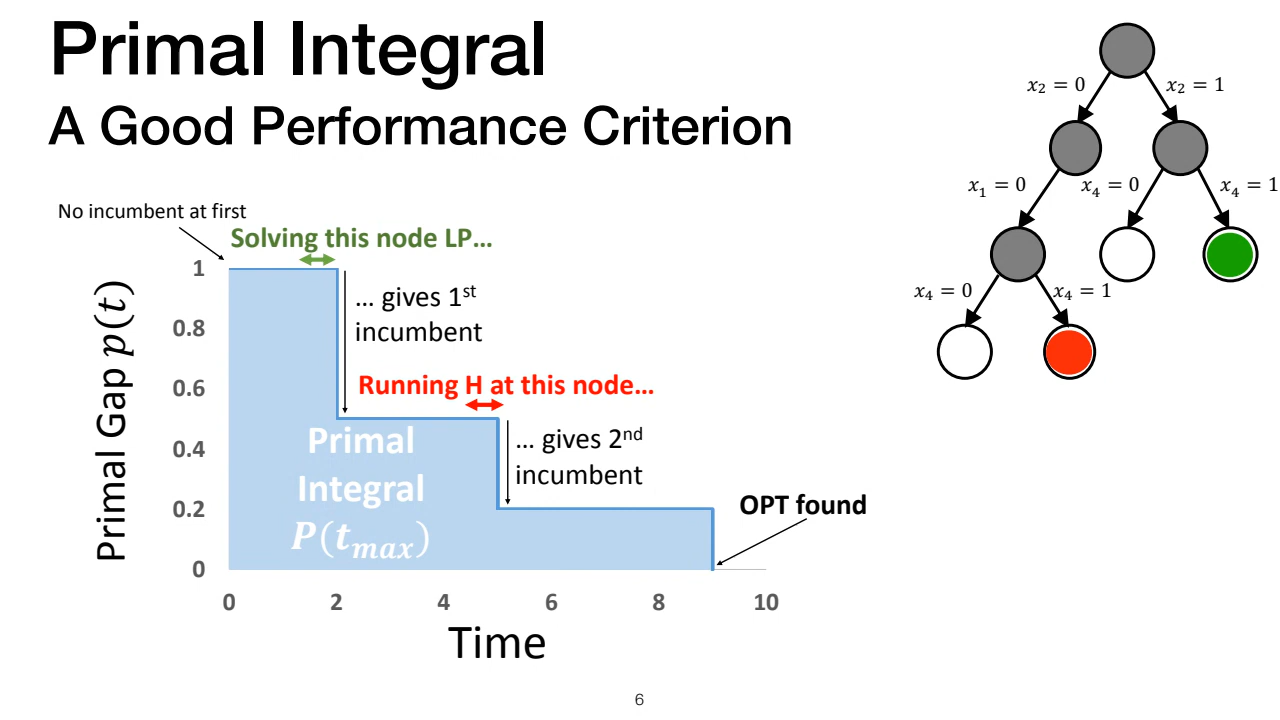 Primal Integral
A Good Performance Criterion
No incumbent at first
Solving this node LP…
… gives 1st
incumbent
Running H at this node…
… gives 2nd
incumbent
OPT found
Primal
Integral
P(t_max)
Primal Gap p(t)
1
0.8
0.6
0.4
0.2
0
0 2 4 6 8 10
Time
x₂ = 0 x₂ = 1
x₁ = 0 x₄ = 0 x₄ = 1
x₄ = 0 x₄ = 1
6